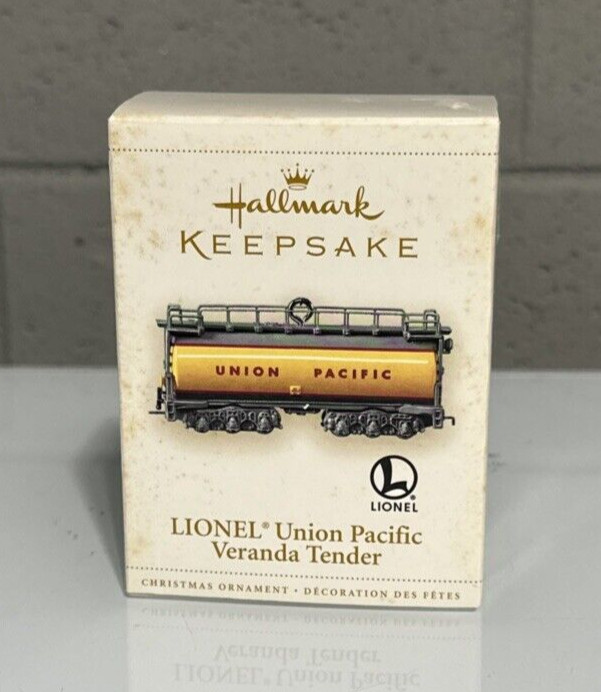 Hallmark
KEEPSAKE
UNION PACIFIC
L
LIONEL®
LIONEL® Union Pacific
Veranda Tender
CHRISTMAS ORNAMENT • DÉCORATION DES FÊTES